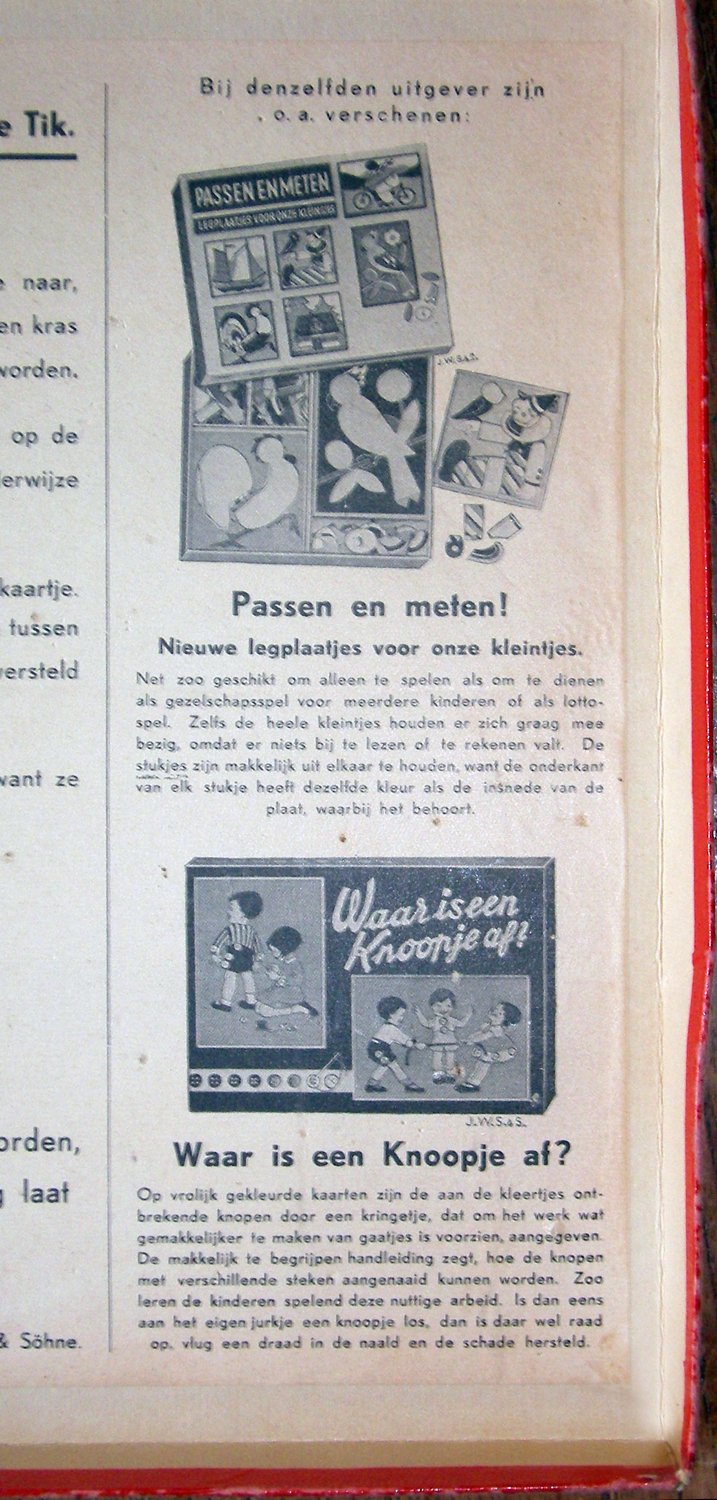 e Tik.
e naar,
en kras
worden.
op de
derwijze
kaartje.
tussen
versteld
want ze
orden,
g laat
& Söhne.
Bij denzelfden uitgever zijn
o. a. verschenen:
PASSEN EN METEN
LEGPLAATJES VOOR ONZE KLEINTJES
J.W.S.&S.
Passen en meten!
Nieuwe legplaatjes voor onze kleintjes.
Net zoo geschikt om alleen te spelen als om te dienen
als gezelschapsspel voor meerdere kinderen of als lotto-
spel. Zelfs de heele kleintjes houden er zich graag mee
bezig, omdat er niets bij te lezen of te rekenen valt. De
stukjes zijn makkelijk uit elkaar te houden, want de onderkant
van elk stukje heeft dezelfde kleur als de insnede van de
plaat, waarbij het behoort.
Waar is een
Knoopje af?
J.W.S.&S.
Waar is een Knoopje af?
Op vrolijk gekleurde kaarten zijn de aan de kleertjes ont-
brekende knopen door een kringetje, dat om het werk wat
gemakkelijker te maken van gaatjes is voorzien, aangegeven.
De makkelijk te begrijpen handleiding zegt, hoe de knopen
met verschillende steken aangenaaid kunnen worden. Zoo
leren de kinderen spelend deze nuttige arbeid. Is dan eens
aan het eigen jurkje een knoopje los, dan is daar wel raad
op, vlug een draad in de naald en de schade hersteld.